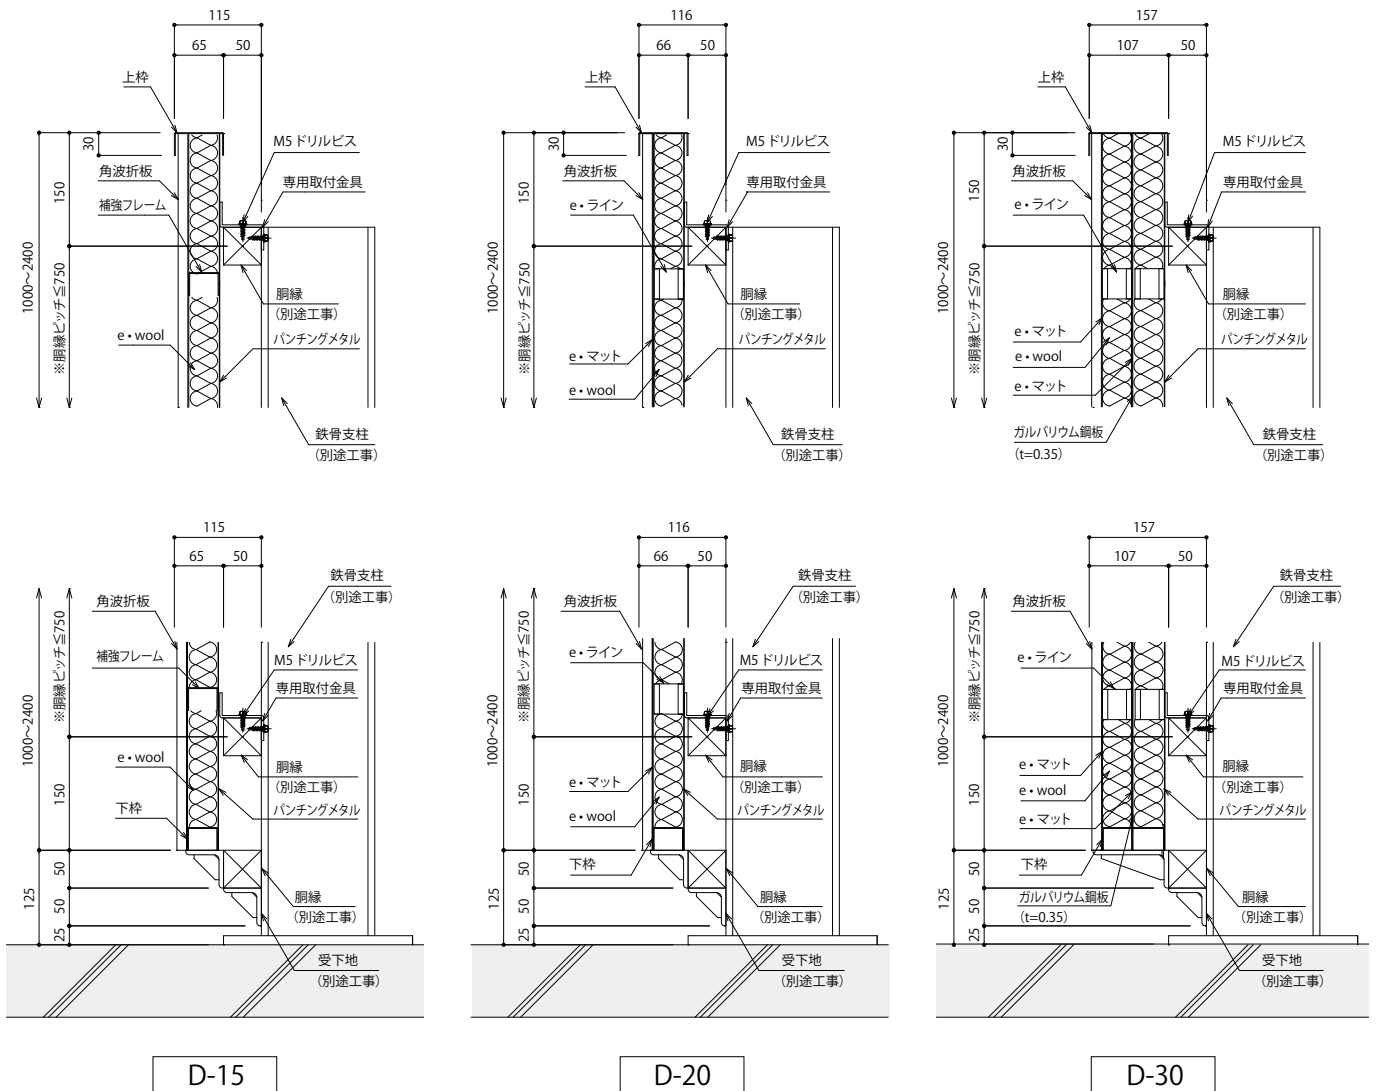 115
65
50
上枠
30
M5 ドリルビス
角波折板
専用取付金具
補強フレーム
150
1000〜2400
※胴縁ピッチ≦750
胴縁
(別途工事)
e・wool
パンチングメタル
鉄骨支柱
(別途工事)
116
66
50
上枠
30
M5 ドリルビス
角波折板
専用取付金具
e・ライン
150
1000〜2400
※胴縁ピッチ≦750
胴縁
(別途工事)
パンチングメタル
e・マット
e・wool
鉄骨支柱
(別途工事)
157
107
50
上枠
30
M5 ドリルビス
角波折板
専用取付金具
e・ライン
150
1000〜2400
※胴縁ピッチ≦750
胴縁
(別途工事)
e・マット
パンチングメタル
e・wool
e・マット
ガルバリウム鋼板
(t=0.35)
鉄骨支柱
(別途工事)
115
65
50
鉄骨支柱
(別途工事)
角波折板
※胴縁ピッチ≦750
補強フレーム
M5 ドリルビス
専用取付金具
1000〜2400
e・wool
胴縁
(別途工事)
150
下枠
パンチングメタル
50
125
50
25
胴縁
(別途工事)
受下地
(別途工事)
116
66
50
鉄骨支柱
(別途工事)
角波折板
※胴縁ピッチ≦750
e・ライン
M5 ドリルビス
専用取付金具
1000〜2400
胴縁
(別途工事)
e・マット
150
パンチングメタル
e・wool
下枠
50
125
50
25
胴縁
(別途工事)
受下地
(別途工事)
157
107
50
鉄骨支柱
(別途工事)
角波折板
※胴縁ピッチ≦750
e・ライン
M5 ドリルビス
専用取付金具
1000〜2400
e・マット
胴縁
(別途工事)
e・wool
150
パンチングメタル
e・マット
下枠
50
125
50
25
ガルバリウム鋼板
(t=0.35)
胴縁
(別途工事)
受下地
(別途工事)
D-15
D-20
D-30